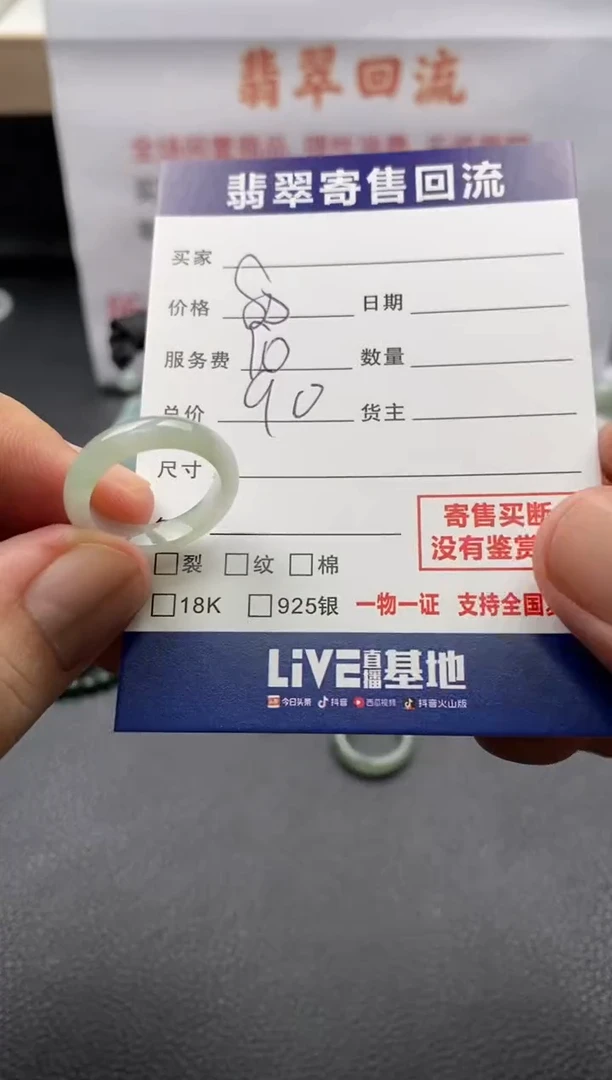 翡翠回流
翡翠寄售回流
买家
价格 80 日期
服务费 10 数量
总价 90 货主
尺寸
寄售买断
没有鉴赏
裂 纹 棉
18K 925银 一物一证 支持全国
LiVE直播基地
今日头条 抖音 西瓜视频 抖音火山版